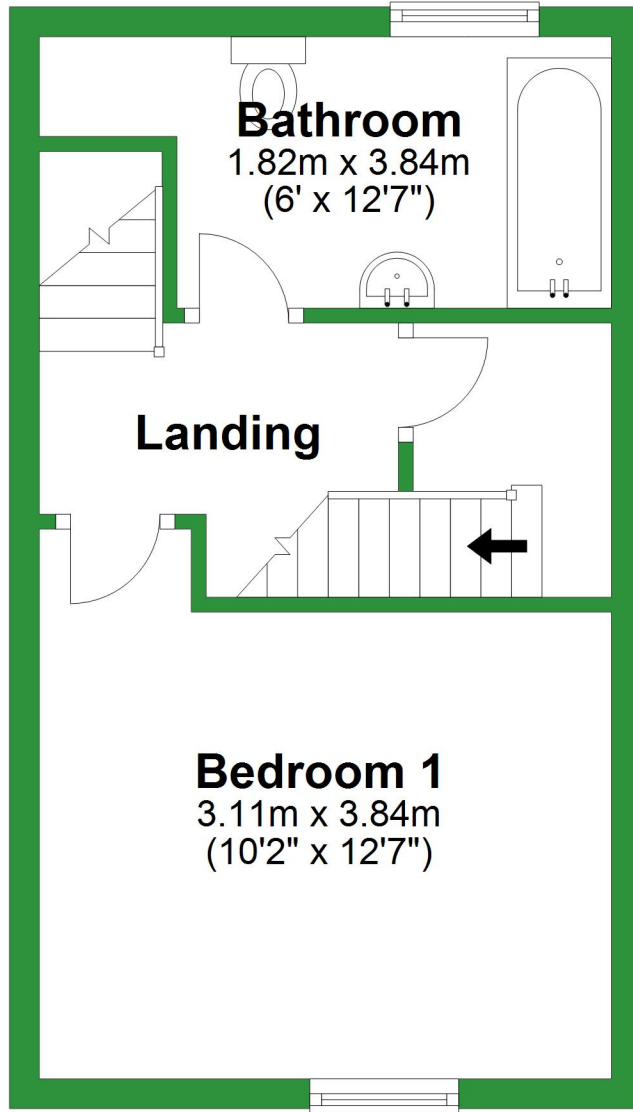 Bathroom
1.82m x 3.84m
(6' x 12'7")
Landing
Bedroom 1
3.11m x 3.84m
(10'2" x 12'7")